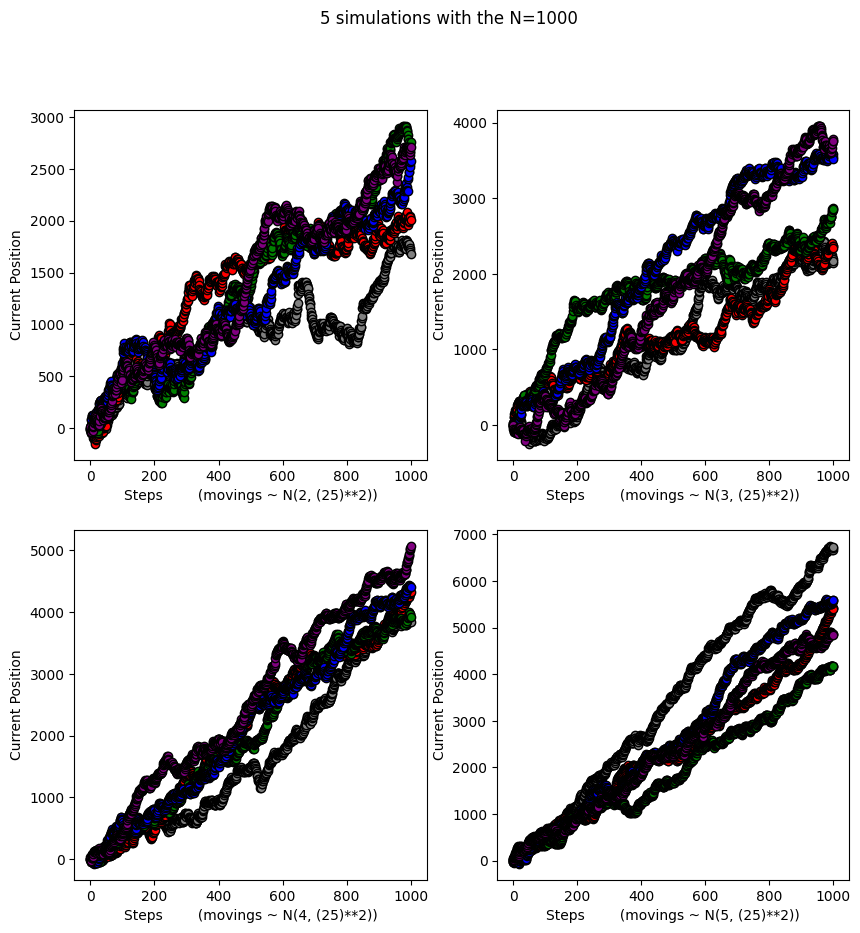 5 simulations with the N=1000
3000
2500
2000
1500
1000
500
0
Current Position
0 200 400 600 800 1000
Steps (movings ~ N(2, (25)**2))
4000
3000
2000
1000
0
Current Position
0 200 400 600 800 1000
Steps (movings ~ N(3, (25)**2))
5000
4000
3000
2000
1000
0
Current Position
0 200 400 600 800 1000
Steps (movings ~ N(4, (25)**2))
7000
6000
5000
4000
3000
2000
1000
0
Current Position
0 200 400 600 800 1000
Steps (movings ~ N(5, (25)**2))